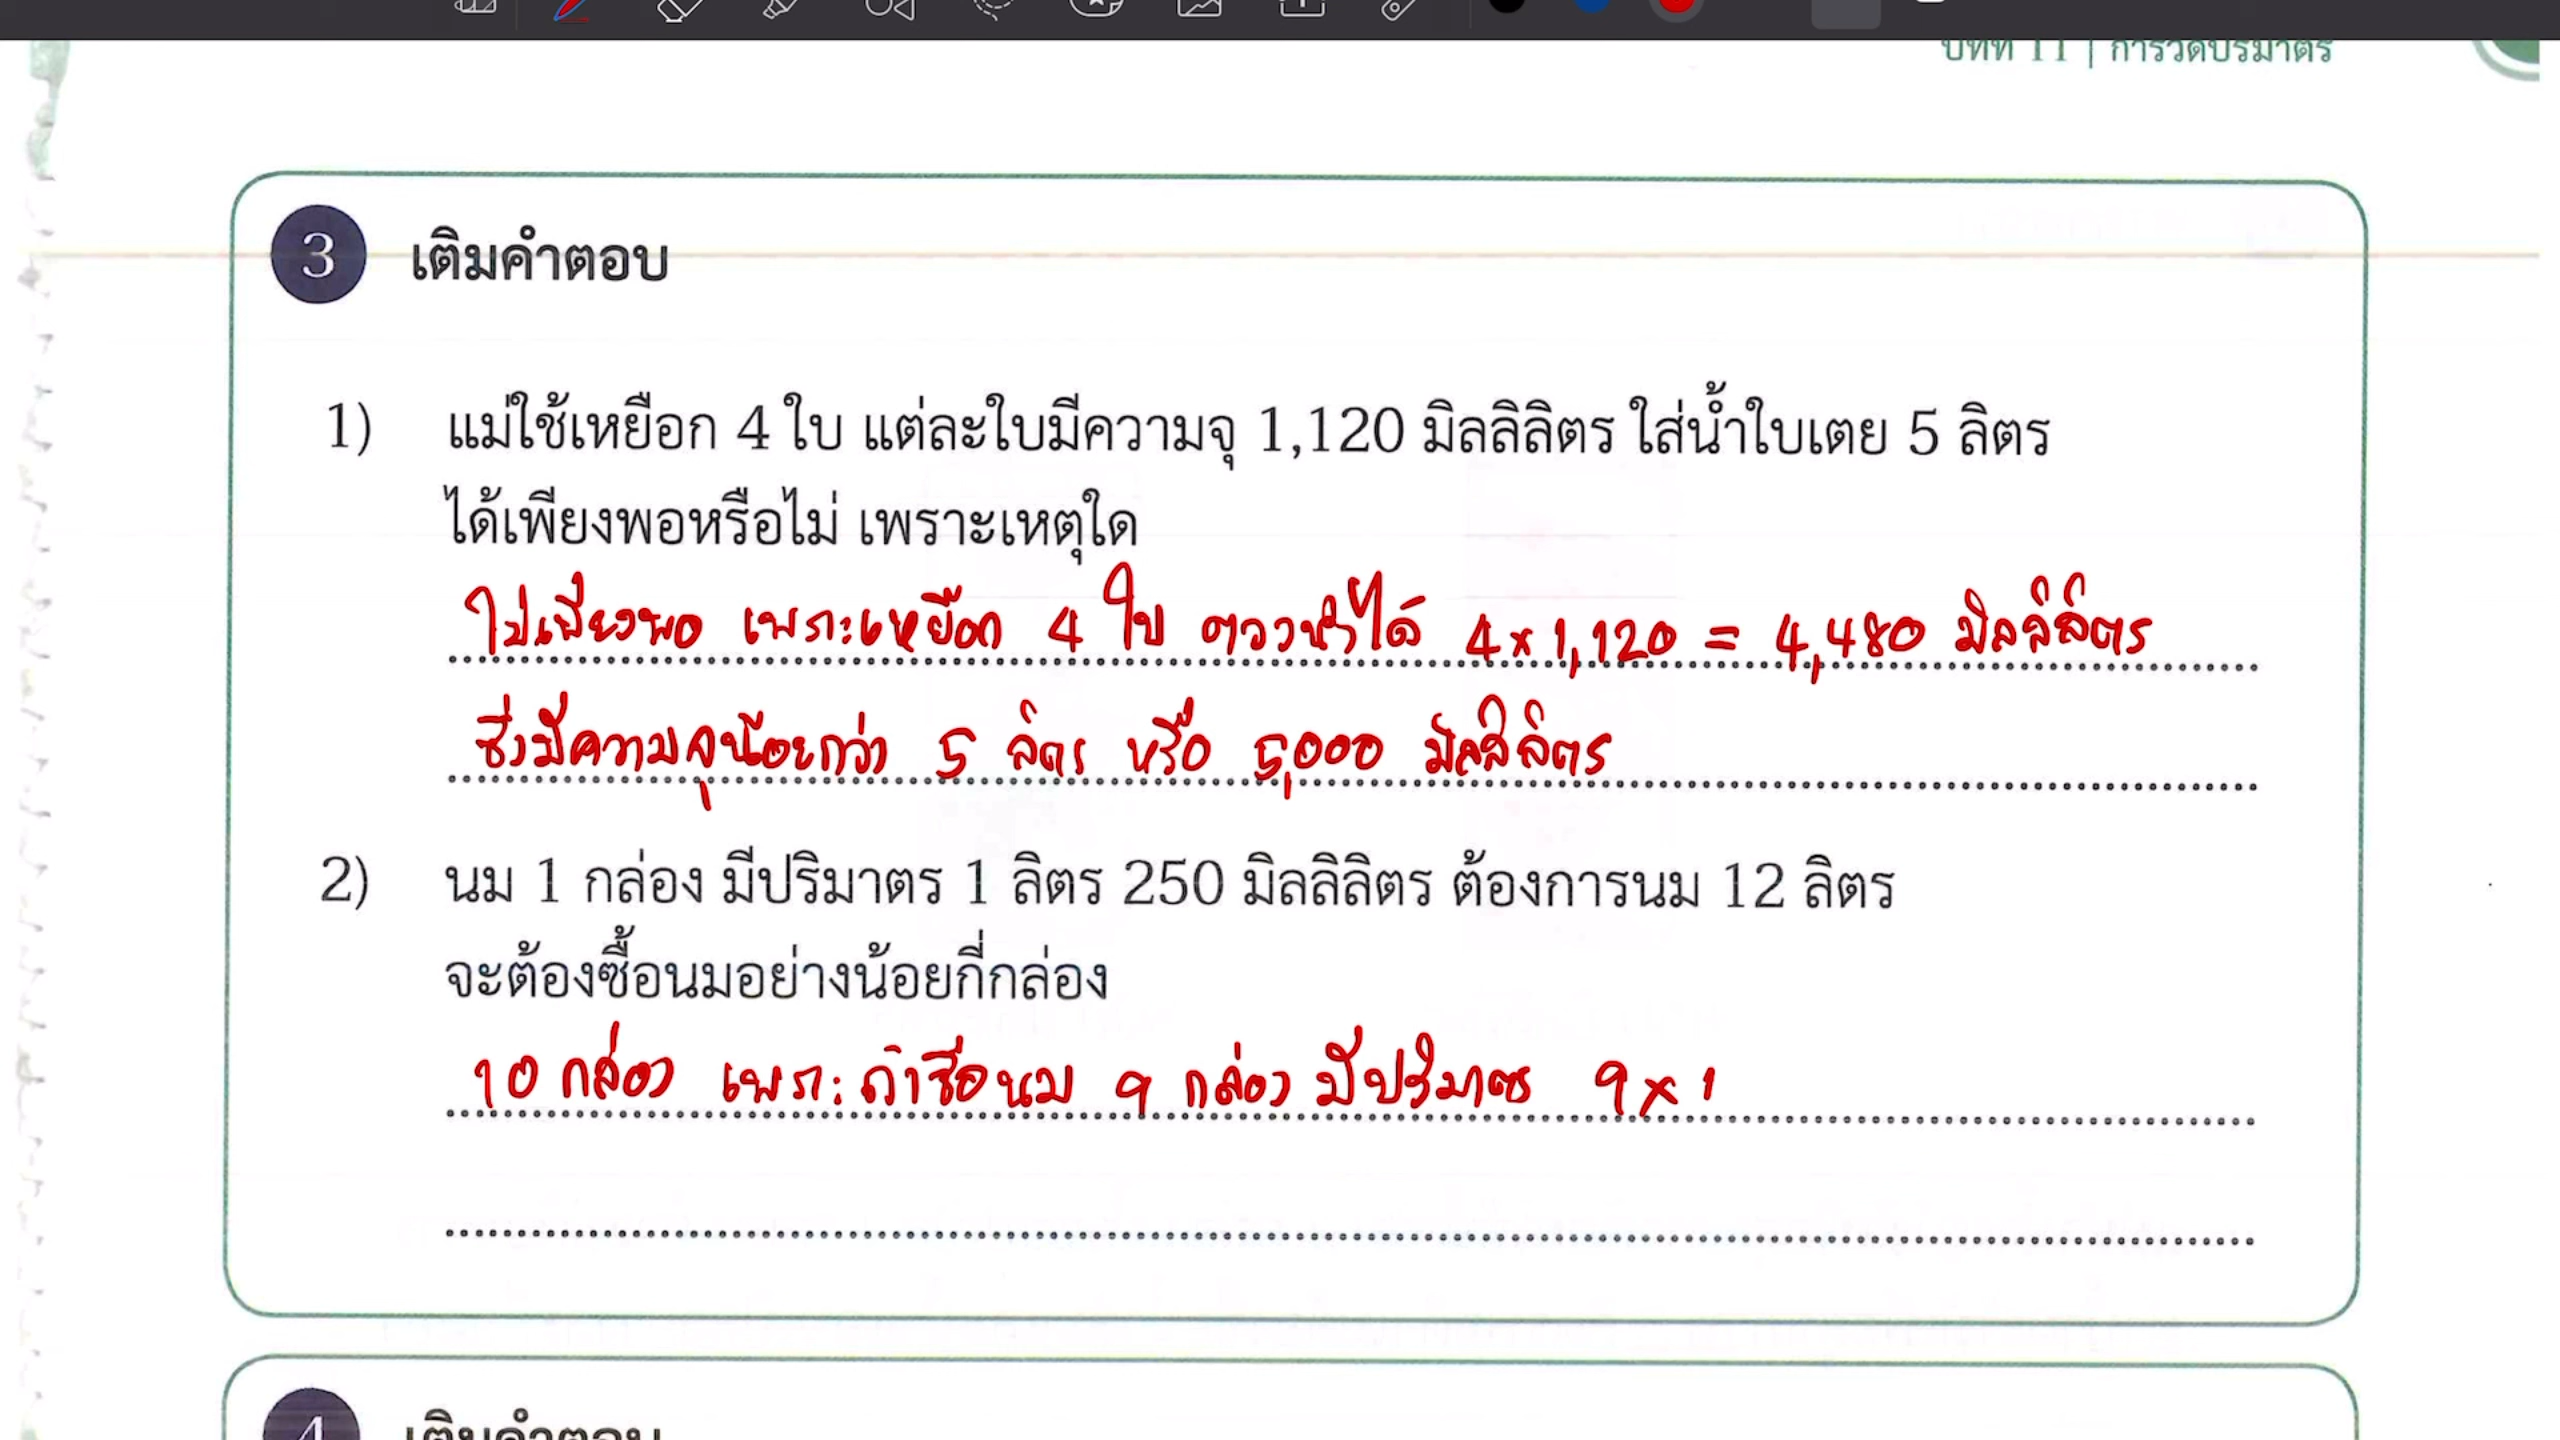 บทที่ 11 | การวัดปริมาตร
3 เติมคำตอบ
1) แม่ใช้เหยือก 4 ใบ แต่ละใบมีความจุ 1,120 มิลลิลิตร ใส่น้ำใบเตย 5 ลิตร
ได้เพียงพอหรือไม่ เพราะเหตุใด
ไม่เพียงพอ เพราะเหยือก 4 ใบ ตวงน้ำได้ 4 × 1,120 = 4,480 มิลลิลิตร
ซึ่งมีความจุน้อยกว่า 5 ลิตร หรือ 5,000 มิลลิลิตร
2) นม 1 กล่อง มีปริมาตร 1 ลิตร 250 มิลลิลิตร ต้องการนม 12 ลิตร
จะต้องซื้อนมอย่างน้อยกี่กล่อง
10 กล่อง เพราะถ้าซื้อนม 9 กล่อง มีปริมาตร 9 × 1
4 เติมคำตอบ